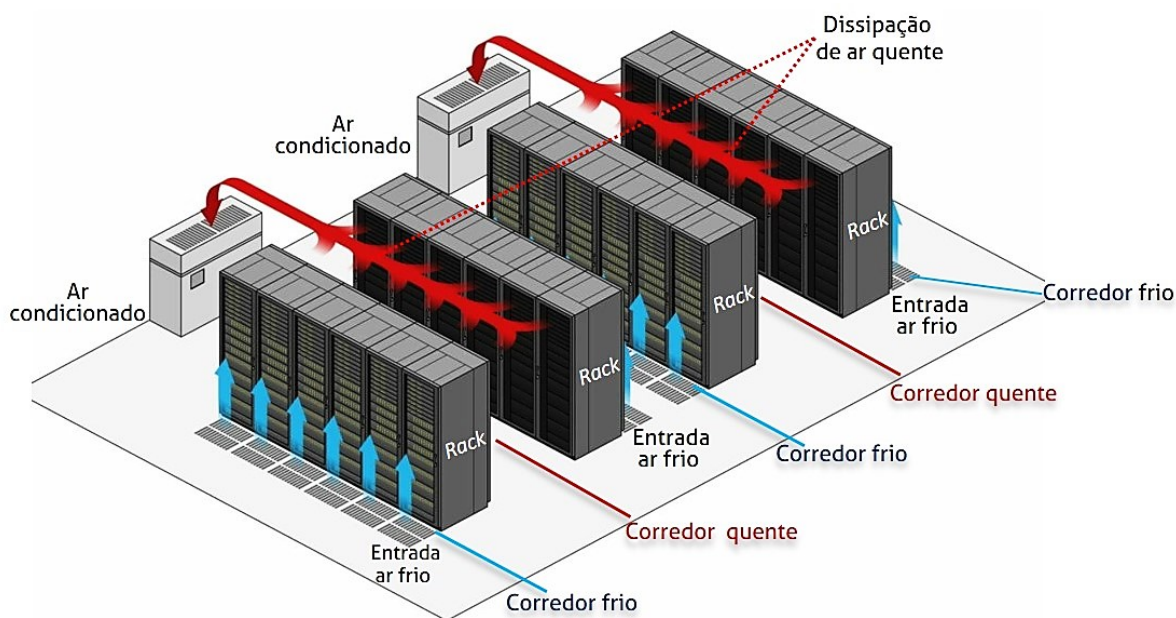 Dissipação
de ar quente
Ar
condicionado
Rack
Corredor frio
Entrada
ar frio
Ar
condicionado
Rack
Corredor quente
Rack
Corredor frio
Entrada
ar frio
Rack
Corredor quente
Entrada
ar frio
Corredor frio